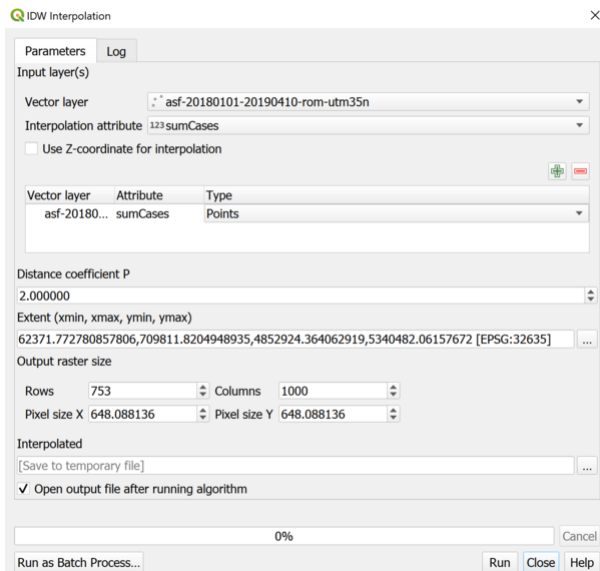 IDW Interpolation
Parameters Log
Input layer(s)
Vector layer asf-20180101-20190410-rom-utm35n
Interpolation attribute 123 sumCases
Use Z-coordinate for interpolation
Vector layer Attribute Type
asf-20180... sumCases Points
Distance coefficient P
2.000000
Extent (xmin, xmax, ymin, ymax)
62371.772780857806,709811.8204948935,4852924.364062919,5340482.06157672 [EPSG:32635] ...
Output raster size
Rows 753 Columns 1000
Pixel size X 648.088136 Pixel size Y 648.088136
Interpolated
[Save to temporary file] ...
Open output file after running algorithm
0% Cancel
Run as Batch Process... Run Close Help